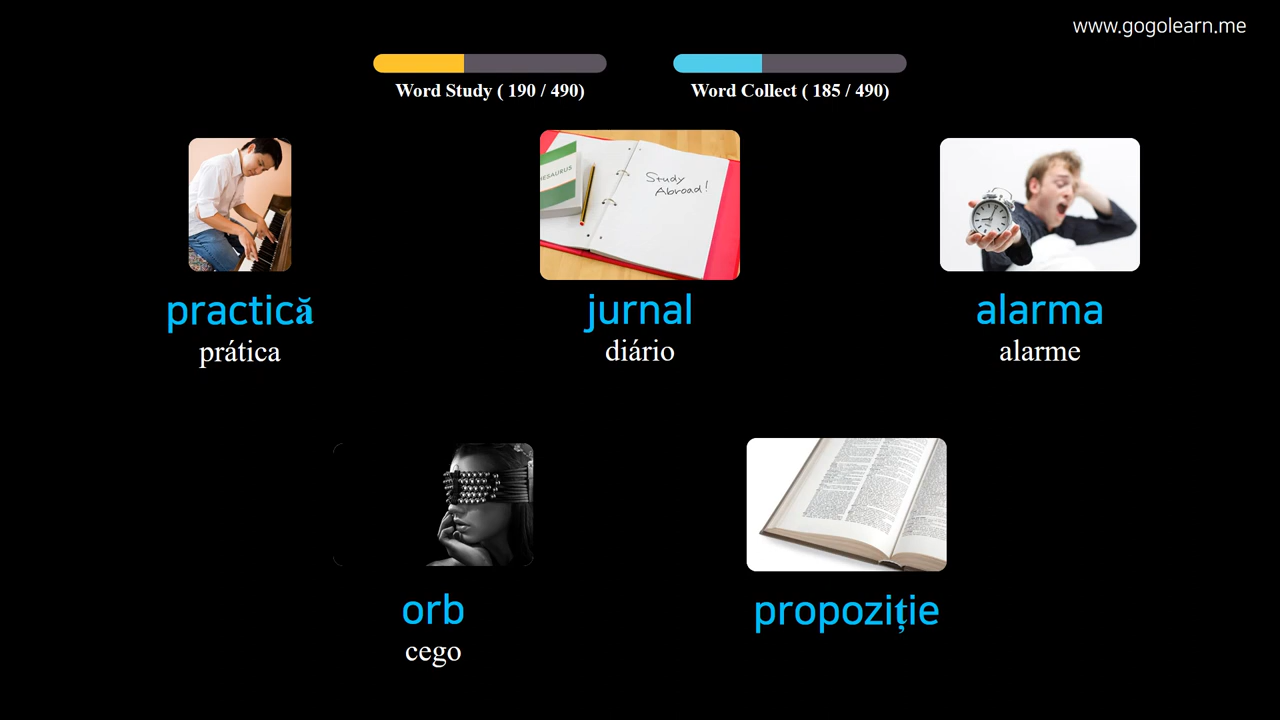 www.gogolearn.me
Word Study ( 190 / 490)
Word Collect ( 185 / 490)
ESAURUS
Study
Abroad!
practică
prática
jurnal
diário
alarma
alarme
orb
cego
propoziție